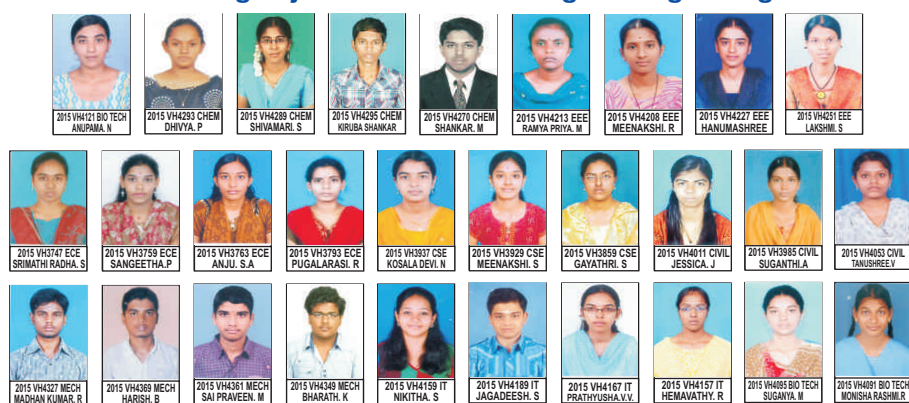 2015 VH4121 BIO TECH
ANUPAMA. N
2015 VH4293 CHEM
DHIVYA. P
2015 VH4289 CHEM
SHIVAMARI. S
2015 VH4295 CHEM
KIRUBA SHANKAR
2015 VH4270 CHEM
SHANKAR. M
2015 VH4213 EEE
RAMYA PRIYA. M
2015 VH4208 EEE
MEENAKSHI. R
2015 VH4227 EEE
HANUMASHREE
2015 VH4251 EEE
LAKSHMI. S
2015 VH3747 ECE
SRIMATHI RADHA. S
2015 VH3759 ECE
SANGEETHA.P
2015 VH3763 ECE
ANJU. S.A
2015 VH3793 ECE
PUGALARASI. R
2015 VH3937 CSE
KOSALA DEVI. N
2015 VH3929 CSE
MEENAKSHI. S
2015 VH3859 CSE
GAYATHRI. S
2015 VH4011 CIVIL
JESSICA. J
2015 VH3985 CIVIL
SUGANTHI.A
2015 VH4053 CIVIL
TANUSHREE.V
2015 VH4327 MECH
MADHAN KUMAR. R
2015 VH4369 MECH
HARISH. B
2015 VH4361 MECH
SAI PRAVEEN. M
2015 VH4349 MECH
BHARATH. K
2015 VH4159 IT
NIKITHA. S
2015 VH4189 IT
JAGADEESH. S
2015 VH4167 IT
PRATHYUSHA.V.V.
2015 VH4157 IT
HEMAVATHY. R
2015 VH4095 BIO TECH
SUGANYA. M
2015 VH4091 BIO TECH
MONISHA RASHMI.R